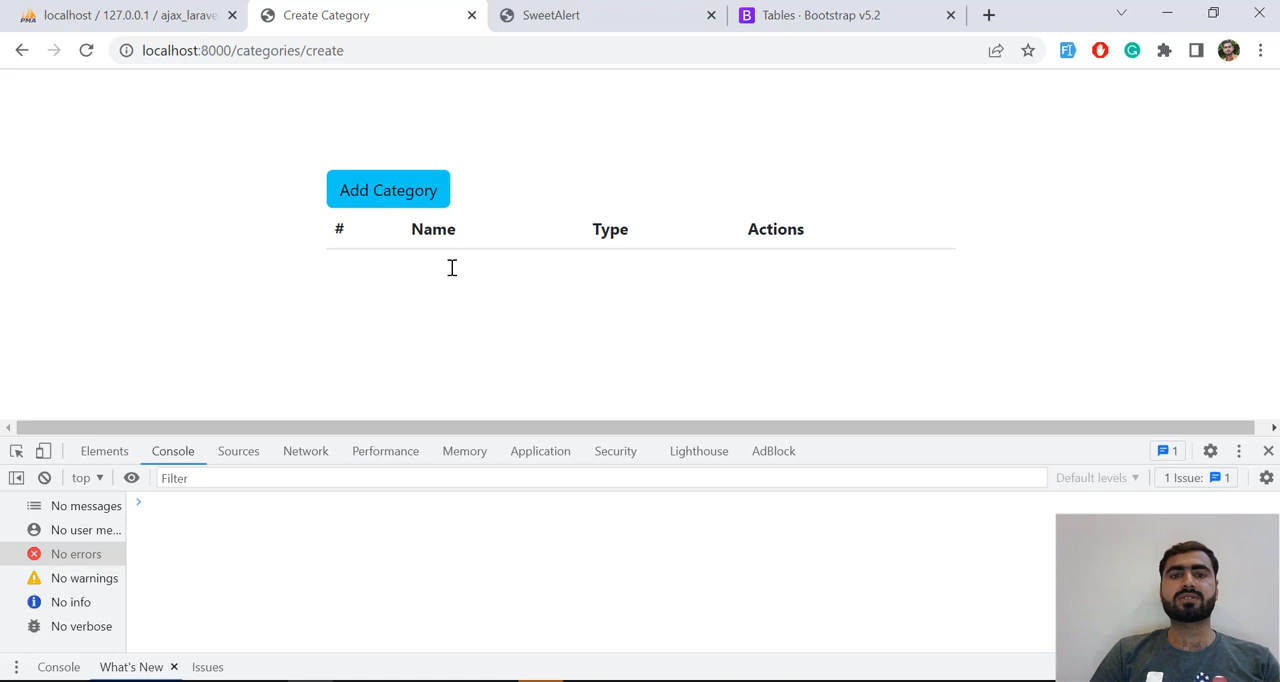 localhost / 127.0.0.1 / ajax_larave
Create Category
SweetAlert
B Tables · Bootstrap v5.2
localhost:8000/categories/create
Add Category
# Name Type Actions
Elements Console Sources Network Performance Memory Application Security Lighthouse AdBlock 1
top Filter Default levels 1 Issue: 1
No messages
No user me...
No errors
No warnings
No info
No verbose
Console What's New Issues